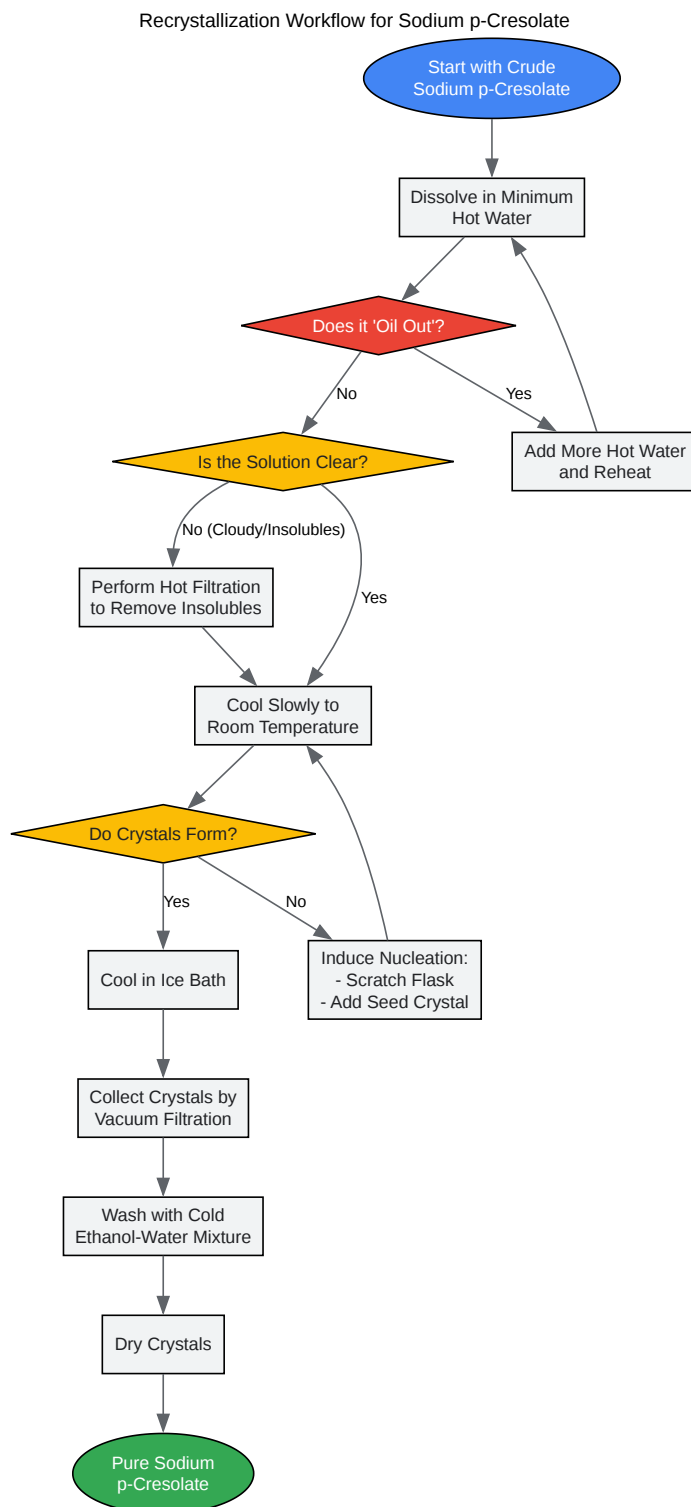 Recrystallization Workflow for Sodium p-Cresolate
Start with Crude
Sodium p-Cresolate
Dissolve in Minimum
Hot Water
Does it 'Oil Out'?
No
Yes
Is the Solution Clear?
Add More Hot Water
and Reheat
No (Cloudy/Insolubles)
Perform Hot Filtration
to Remove Insolubles
Yes
Cool Slowly to
Room Temperature
Do Crystals Form?
Yes
No
Cool in Ice Bath
Induce Nucleation:
- Scratch Flask
- Add Seed Crystal
Collect Crystals by
Vacuum Filtration
Wash with Cold
Ethanol-Water Mixture
Dry Crystals
Pure Sodium
p-Cresolate